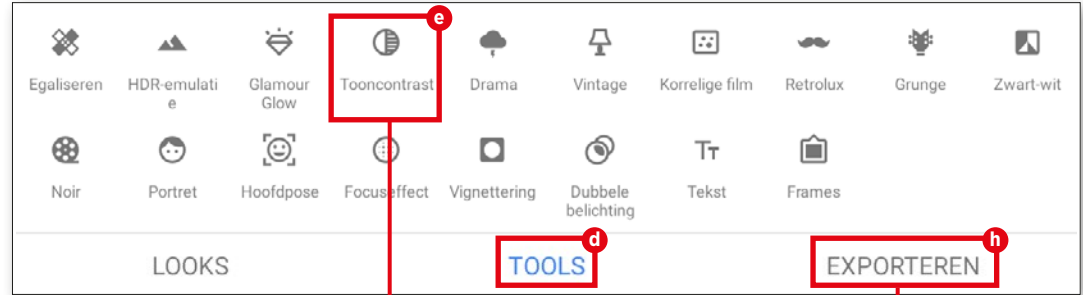 e
Egaliseren HDR-emulati Glamour Tooncontrast Drama Vintage Korrelige film Retrolux Grunge Zwart-wit
e Glow
Noir Portret Hoofdpose Focuseffect Vignettering Dubbele Tekst Frames
belichting
d h
LOOKS TOOLS EXPORTEREN